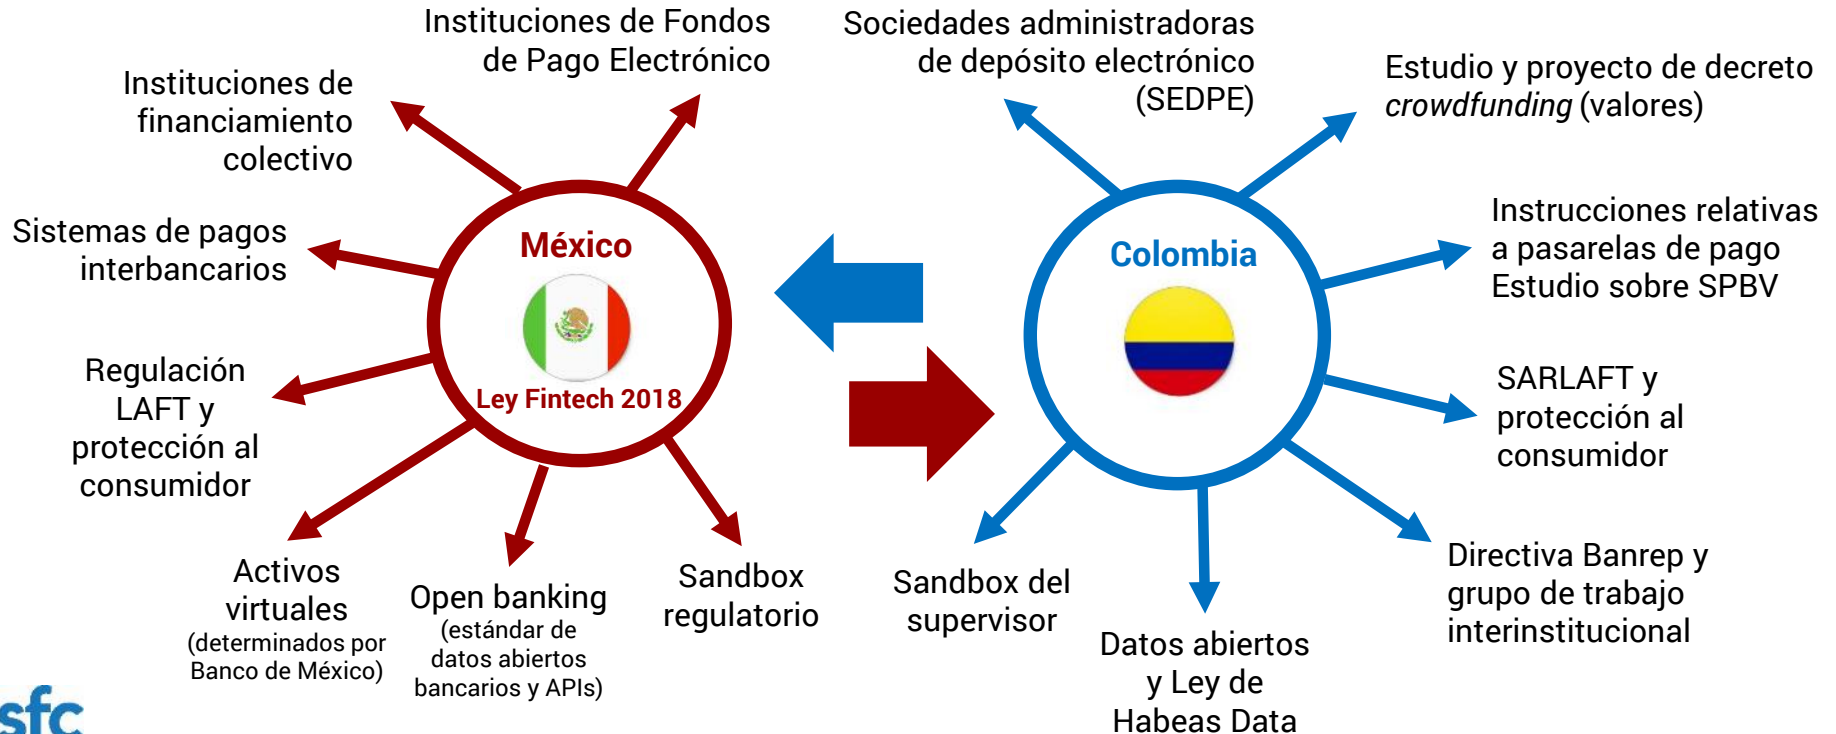 Instituciones de Fondos
de Pago Electrónico
Instituciones de
financiamiento
colectivo
Sistemas de pagos
interbancarios
Regulación
LAFT y
protección al
consumidor
Activos
virtuales
(determinados por
Banco de México)
Open banking
(estándar de
datos abiertos
bancarios y APIs)
Sandbox
regulatorio
México
Ley Fintech 2018
Sociedades administradoras
de depósito electrónico
(SEDPE)
Estudio y proyecto de decreto
crowdfunding (valores)
Instrucciones relativas
a pasarelas de pago
Estudio sobre SPBV
SARLAFT y
protección al
consumidor
Directiva Banrep y
grupo de trabajo
interinstitucional
Datos abiertos
y Ley de
Habeas Data
Sandbox del
supervisor
Colombia
sfc